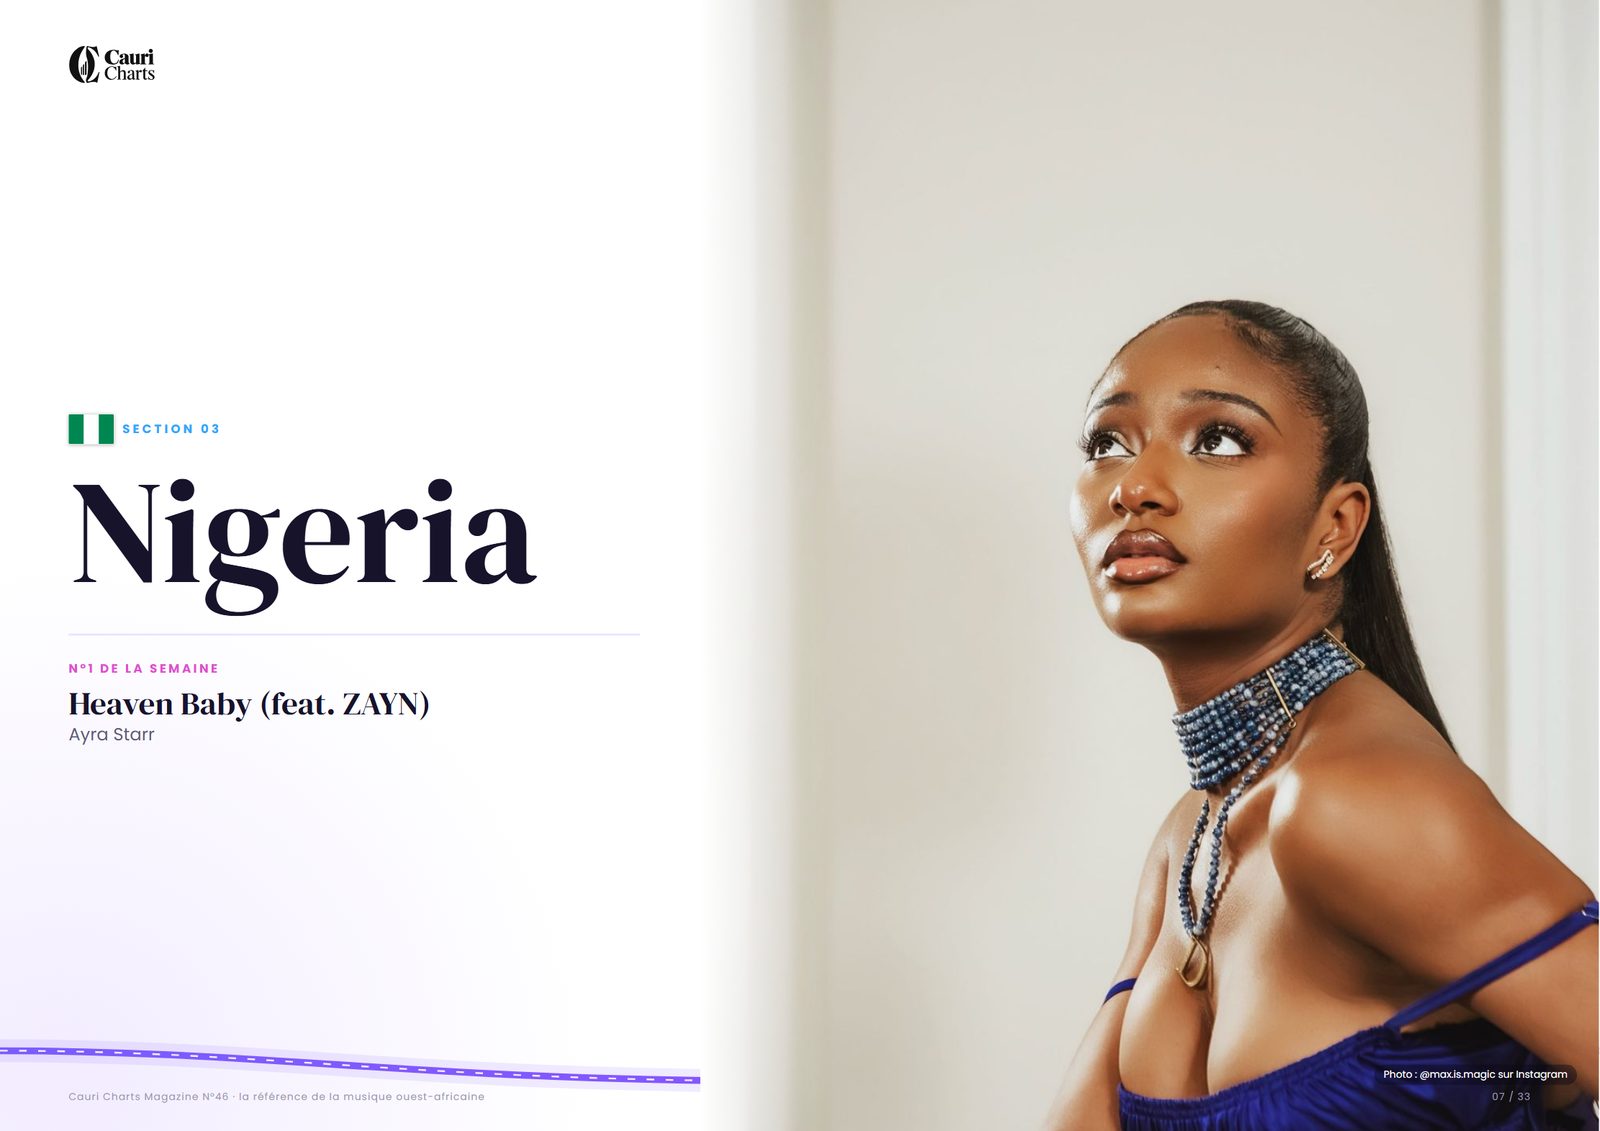 Cauri
Charts
SECTION 03
Nigeria
N°1 DE LA SEMAINE
Heaven Baby (feat. ZAYN)
Ayra Starr
Photo : @max.is.magic sur Instagram
Cauri Charts Magazine N°46 · la référence de la musique ouest-africaine
07 / 33